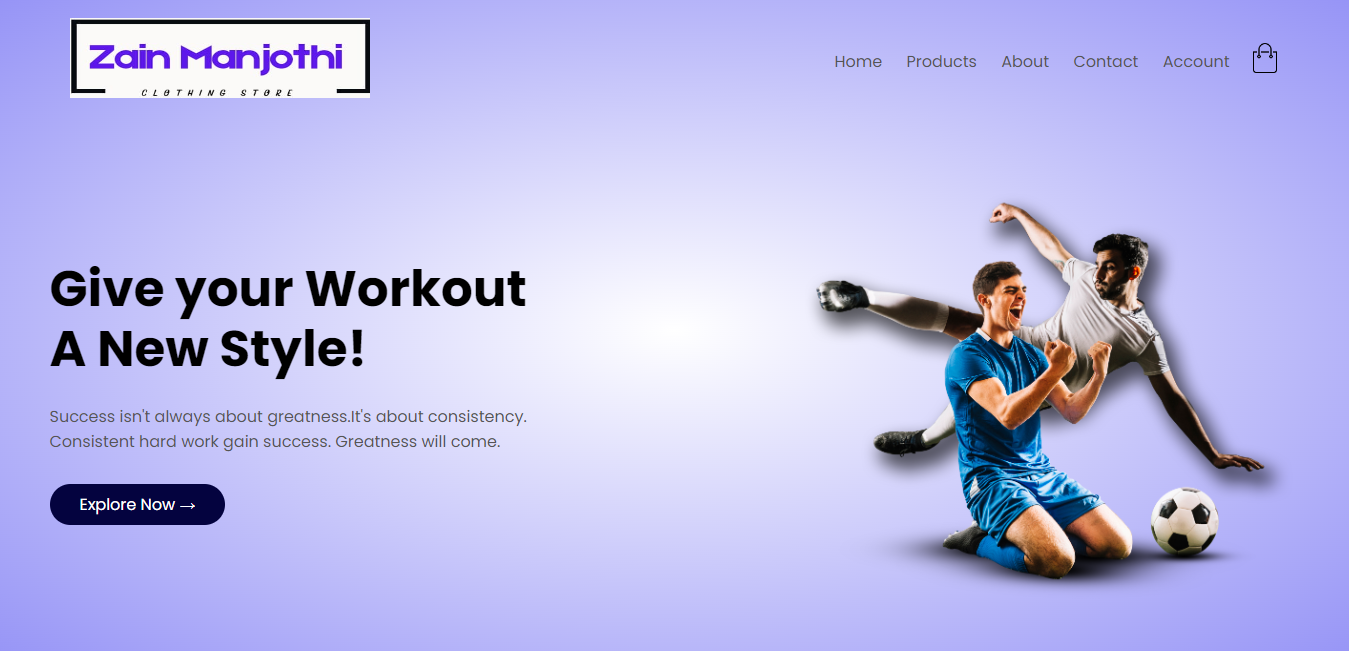 Zain Manjothi
CLOTHING STORE
Home Products About Contact Account
Give your Workout
A New Style!
Success isn't always about greatness.It's about consistency.
Consistent hard work gain success. Greatness will come.
Explore Now →